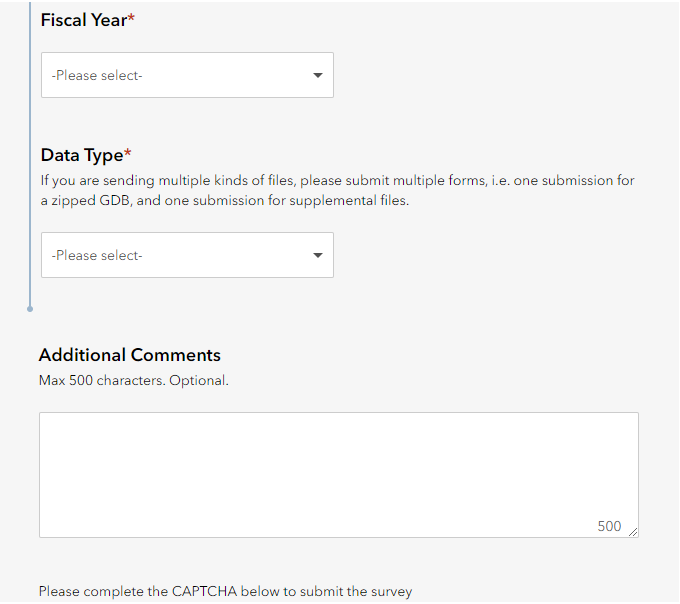 Fiscal Year*
-Please select-
Data Type*
If you are sending multiple kinds of files, please submit multiple forms, i.e. one submission for
a zipped GDB, and one submission for supplemental files.
-Please select-
Additional Comments
Max 500 characters. Optional.
500
Please complete the CAPTCHA below to submit the survey